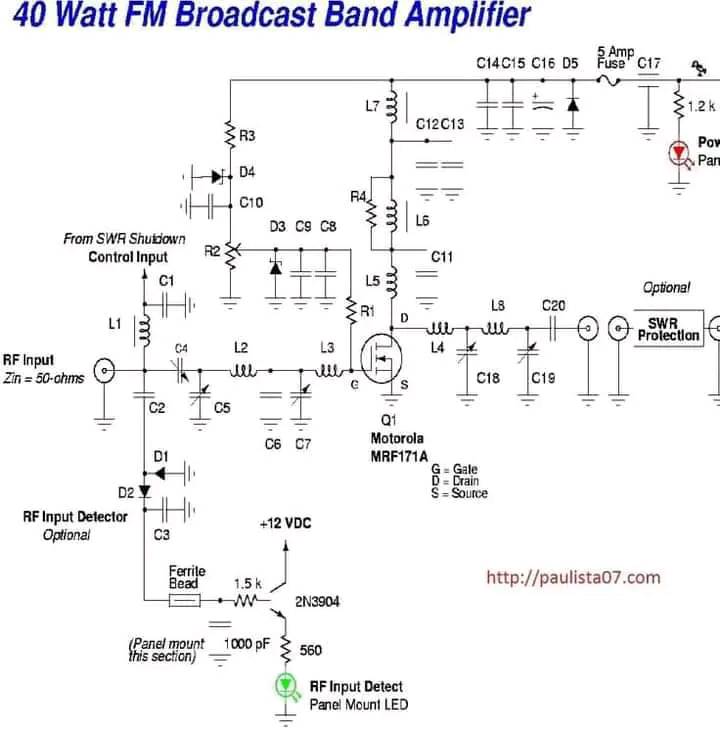 40 Watt FM Broadcast Band Amplifier
5 Amp
Fuse
C14 C15 C16 D5
C17
L7
1.2 k
C12 C13
R3
D4
C10
Pow
Pan
R4
L6
From SWR Shutdown
Control Input
D3 C9 C8
R2
C11
C1
L5
Optional
L1
R1
D
L8
C20
SWR
Protection
RF Input
Zin = 50-ohms
C4
L2
L3
L4
G
S
C18
C19
C2
C5
C6
C7
Q1
Motorola
MRF171A
G = Gate
D = Drain
S = Source
D1
D2
RF Input Detector
Optional
C3
+12 VDC
Ferrite
Bead
1.5 k
2N3904
http://paulista07.com
(Panel mount
this section)
1000 pF
560
RF Input Detect
Panel Mount LED